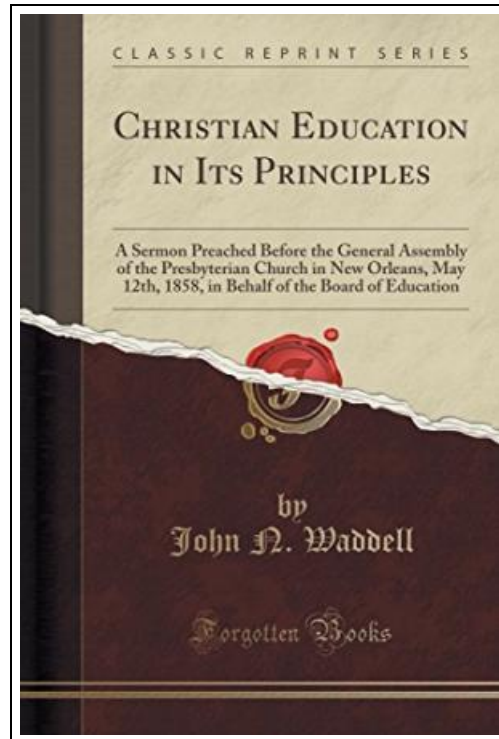 CLASSIC REPRINT SERIES
CHRISTIAN EDUCATION
IN ITS PRINCIPLES
A Sermon Preached Before the General Assembly
of the Presbyterian Church in New Orleans, May
12th, 1858, in Behalf of the Board of Education
by
John N. Waddell
Forgotten Books